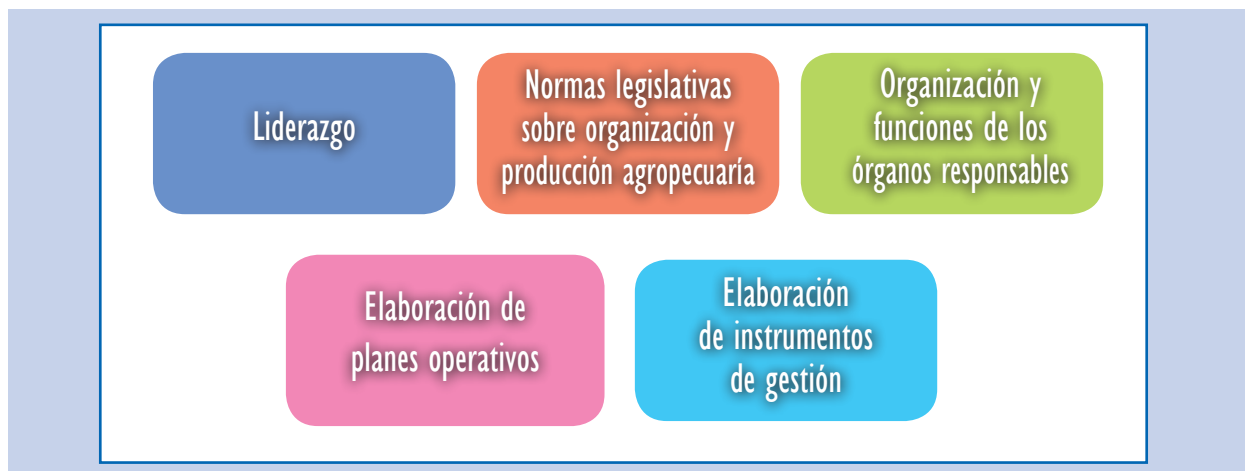 Liderazgo
Normas legislativas
sobre organización y
producción agropecuaría
Organización y
funciones de los
órganos responsables
Elaboración de
planes operativos
Elaboración
de instrumentos
de gestión